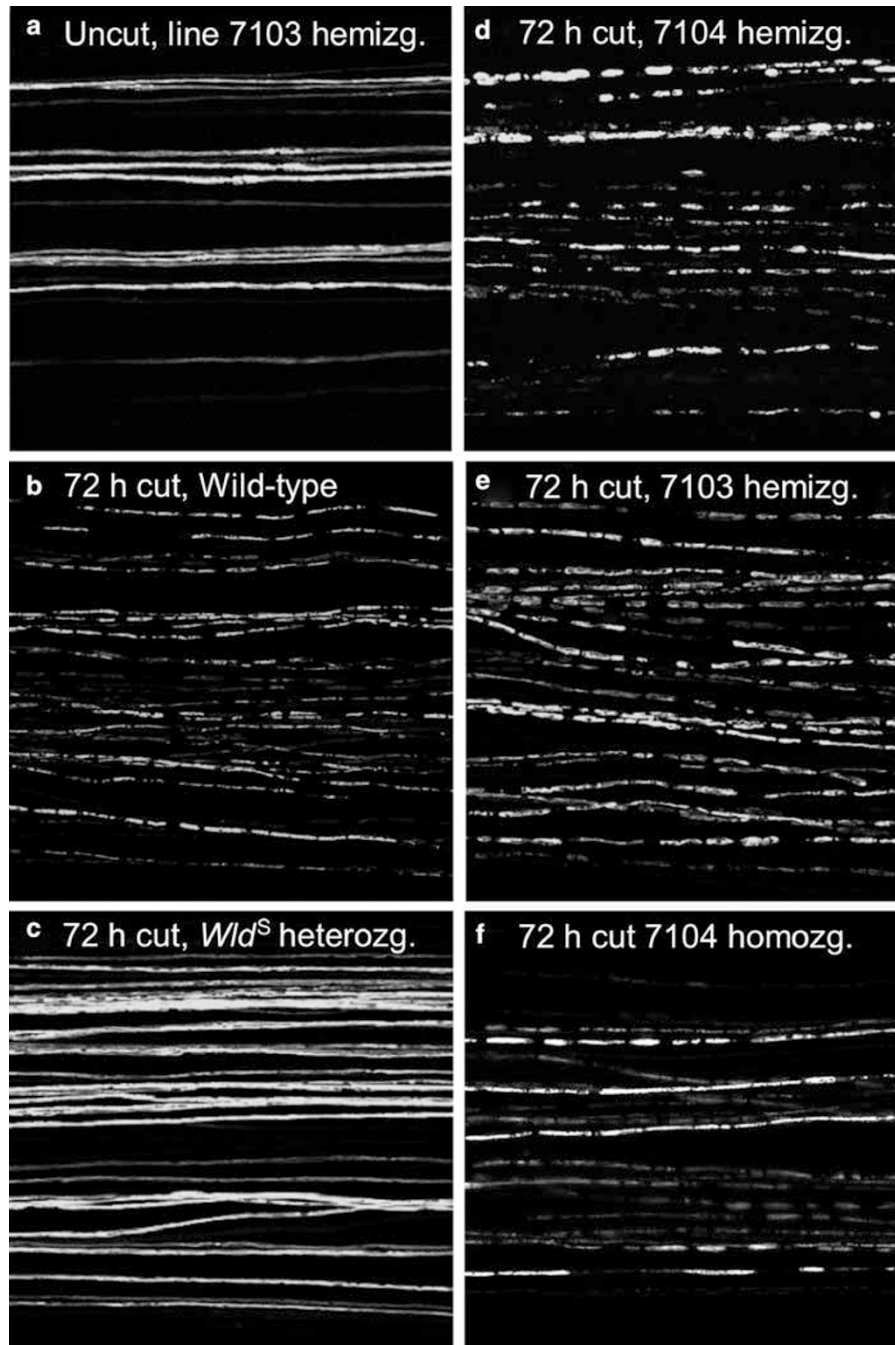 a Uncut, line 7103 hemizg.
b 72 h cut, Wild-type
c 72 h cut, Wldˢ heterozg.
d 72 h cut, 7104 hemizg.
e 72 h cut, 7103 hemizg.
f 72 h cut 7104 homozg.